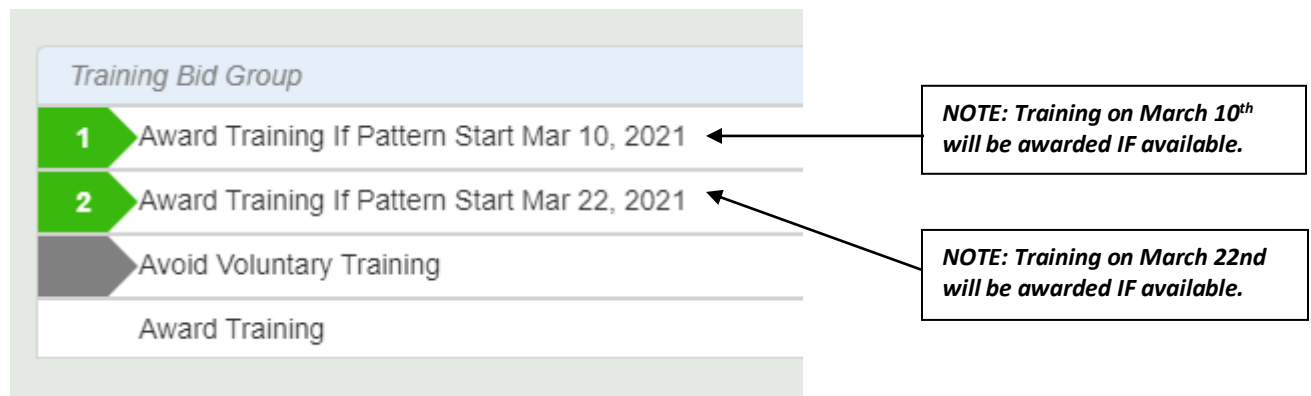 Training Bid Group
1 Award Training If Pattern Start Mar 10, 2021
NOTE: Training on March 10th
will be awarded IF available.
2 Award Training If Pattern Start Mar 22, 2021
Avoid Voluntary Training
NOTE: Training on March 22nd
will be awarded IF available.
Award Training